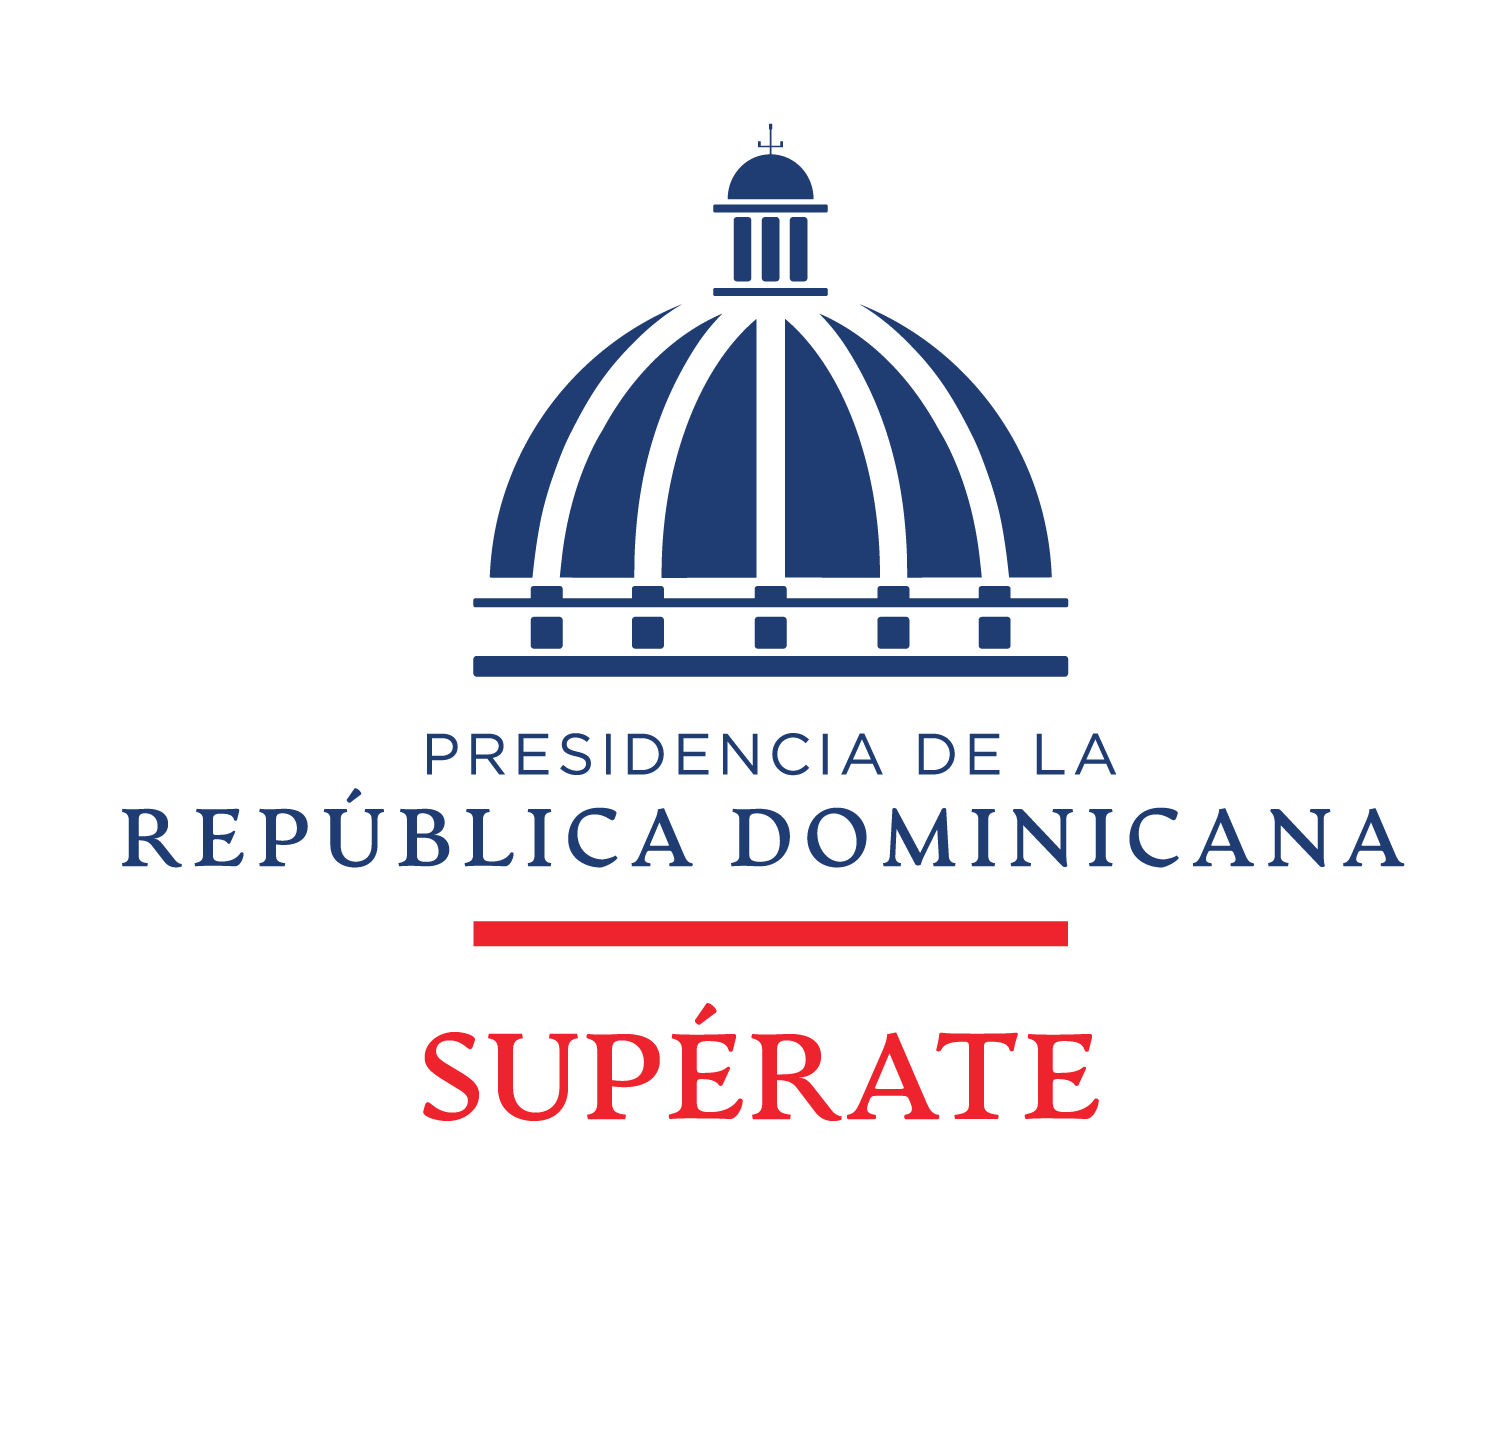 PRESIDENCIA DE LA
REPÚBLICA DOMINICANA
SUPÉRATE